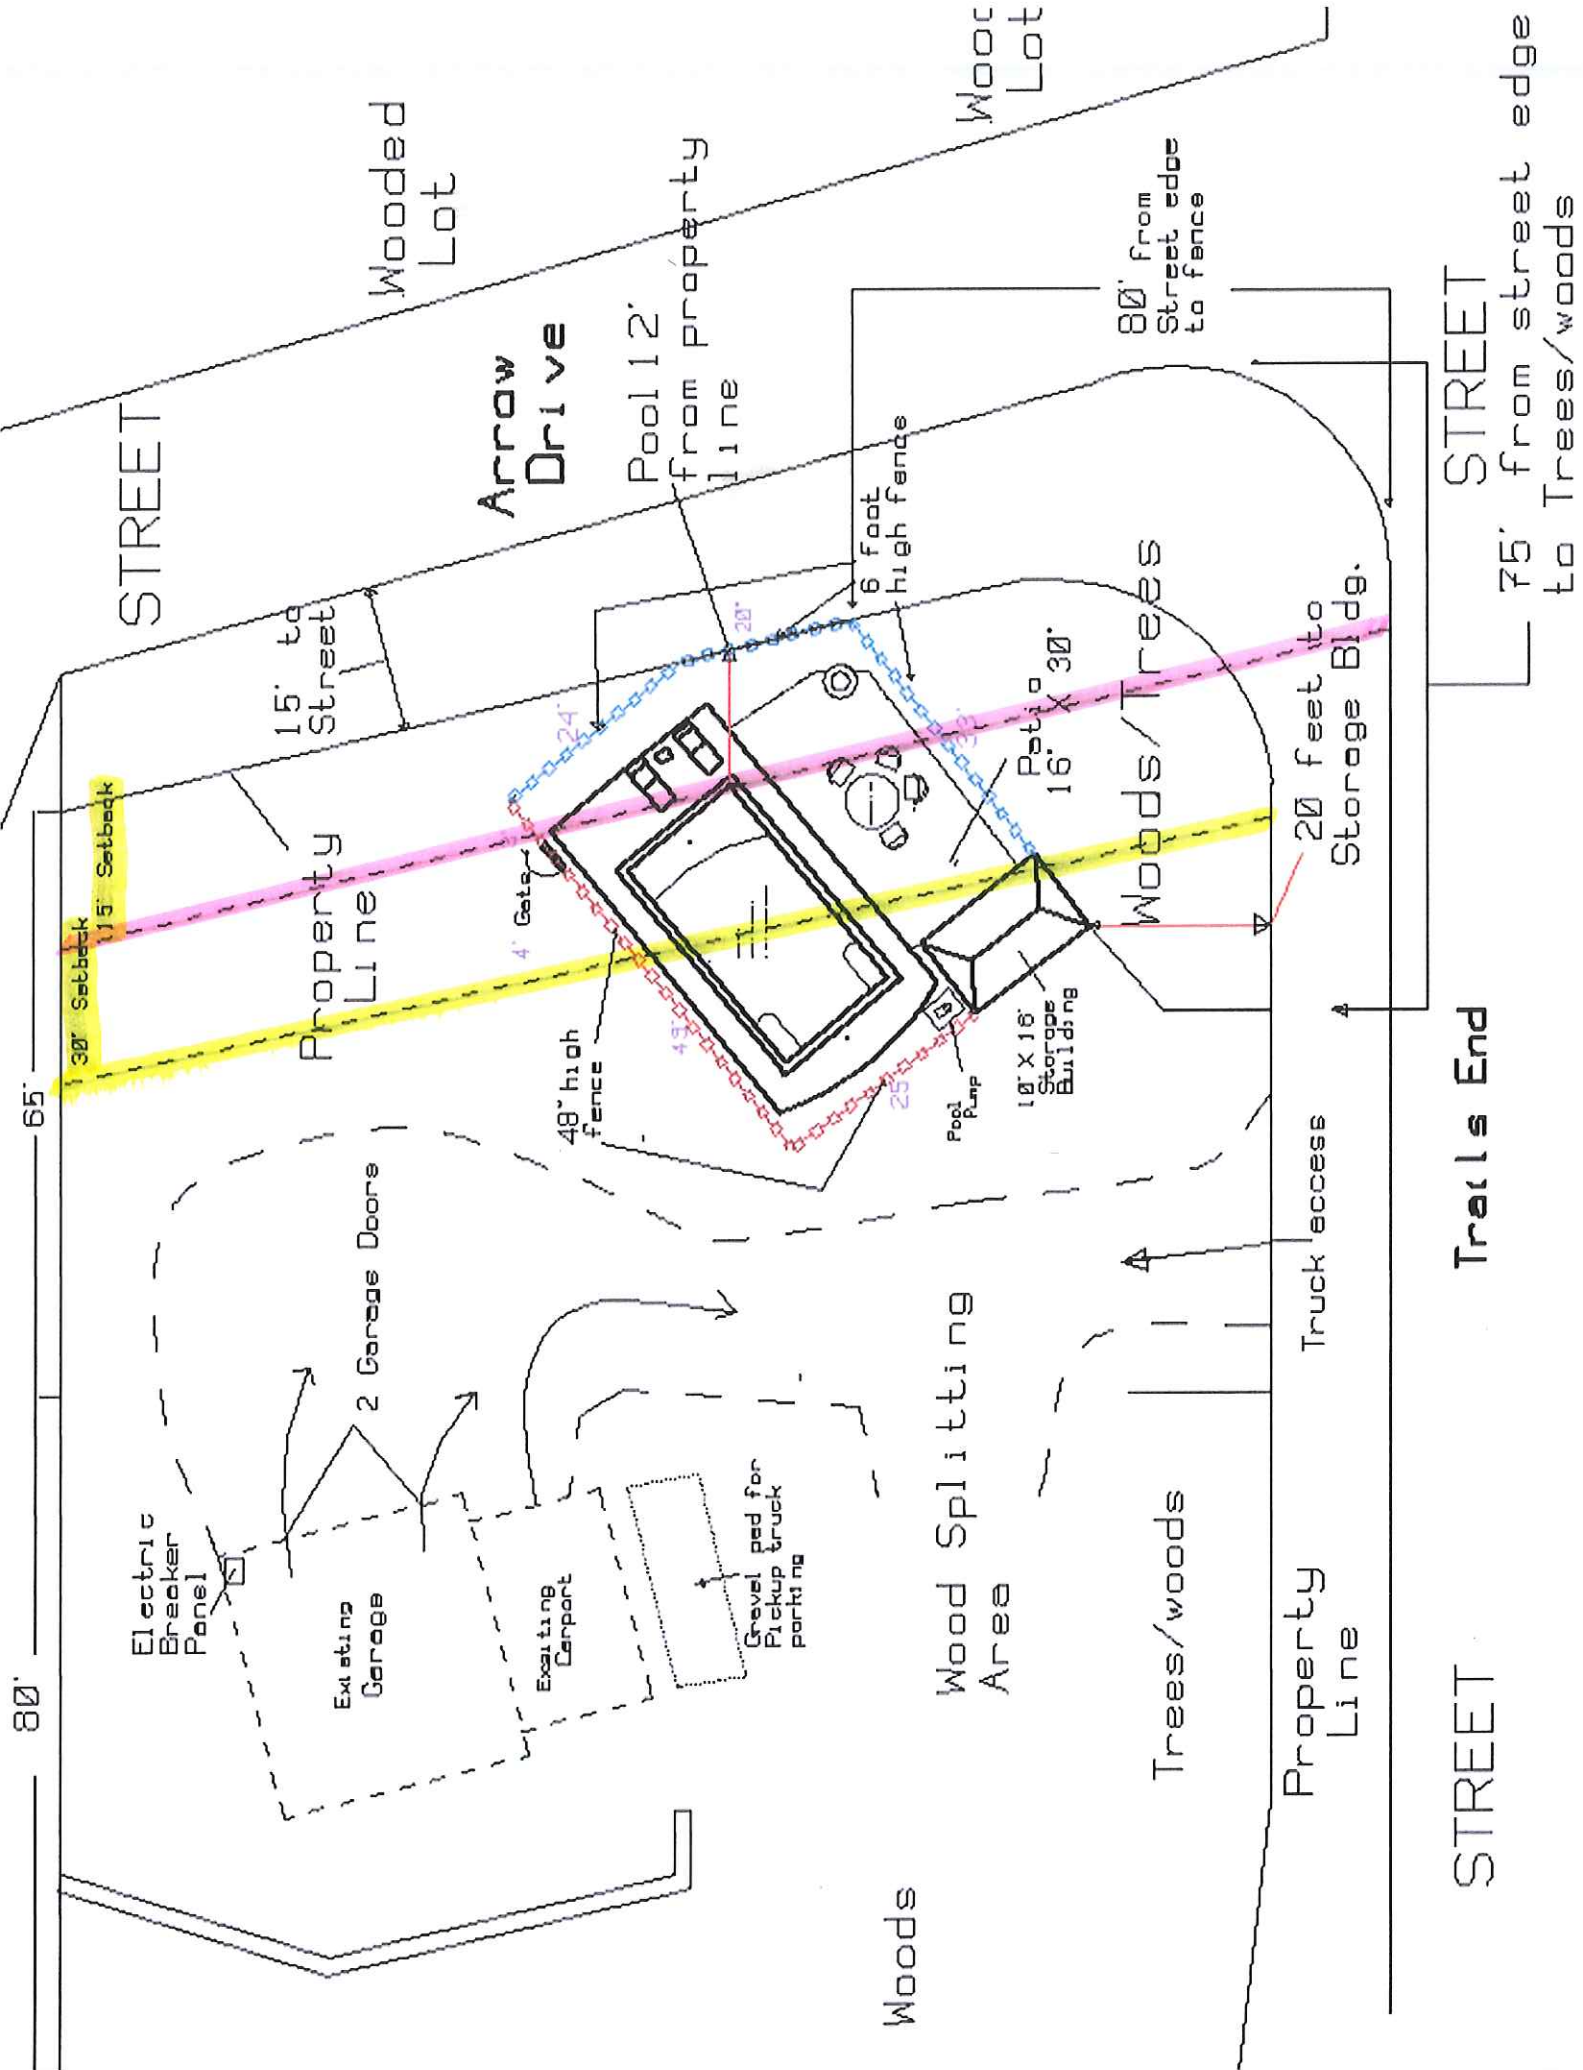 80'
65'
STREET
Wooded
Lot
Lot
30' Setback
15' Setback
15' to
Street
Arrow
Drive
Pool 12'
from property
line
Property
Line
Electric
Breaker
Panel
2 Garage Doors
Existing
Garage
Carport
Gravel pad for
Pickup truck
parking
4' Gate
24'
20'
49'
25'
48" high
fence
6 foot
high fence
80' from
Street edge
to fence
Patio
16' X 30'
Pool
Pump
10' X 16'
Storage
Building
Woods/Trees
20 feet to
Storage Bldg.
Wood Splitting
Area
Truck access
Trees/woods
Woods
Property
Line
Trails End
STREET
STREET
75' from street edge
to Trees/woods